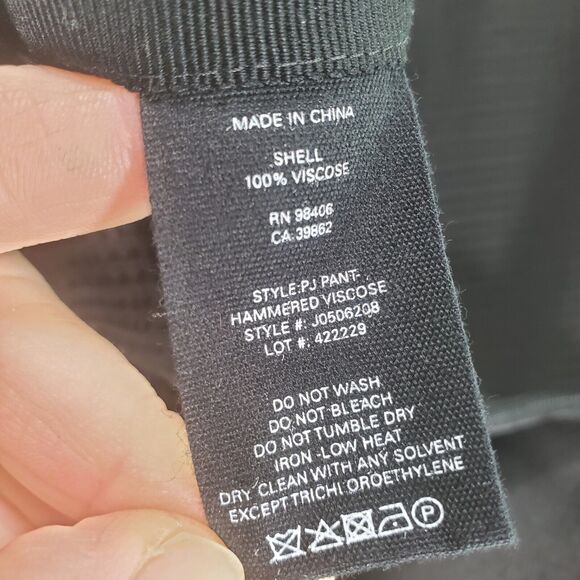 MADE IN CHINA
SHELL
100% VISCOSE
RN 98406
CA 39862
STYLE:PJ PANT-
HAMMERED VISCOSE
STYLE #: J0506208
LOT #: 422229
DO NOT WASH
DO NOT BLEACH
DO NOT TUMBLE DRY
IRON -LOW HEAT
DRY CLEAN WITH ANY SOLVENT
EXCEPT TRICHLOROETHYLENE
P